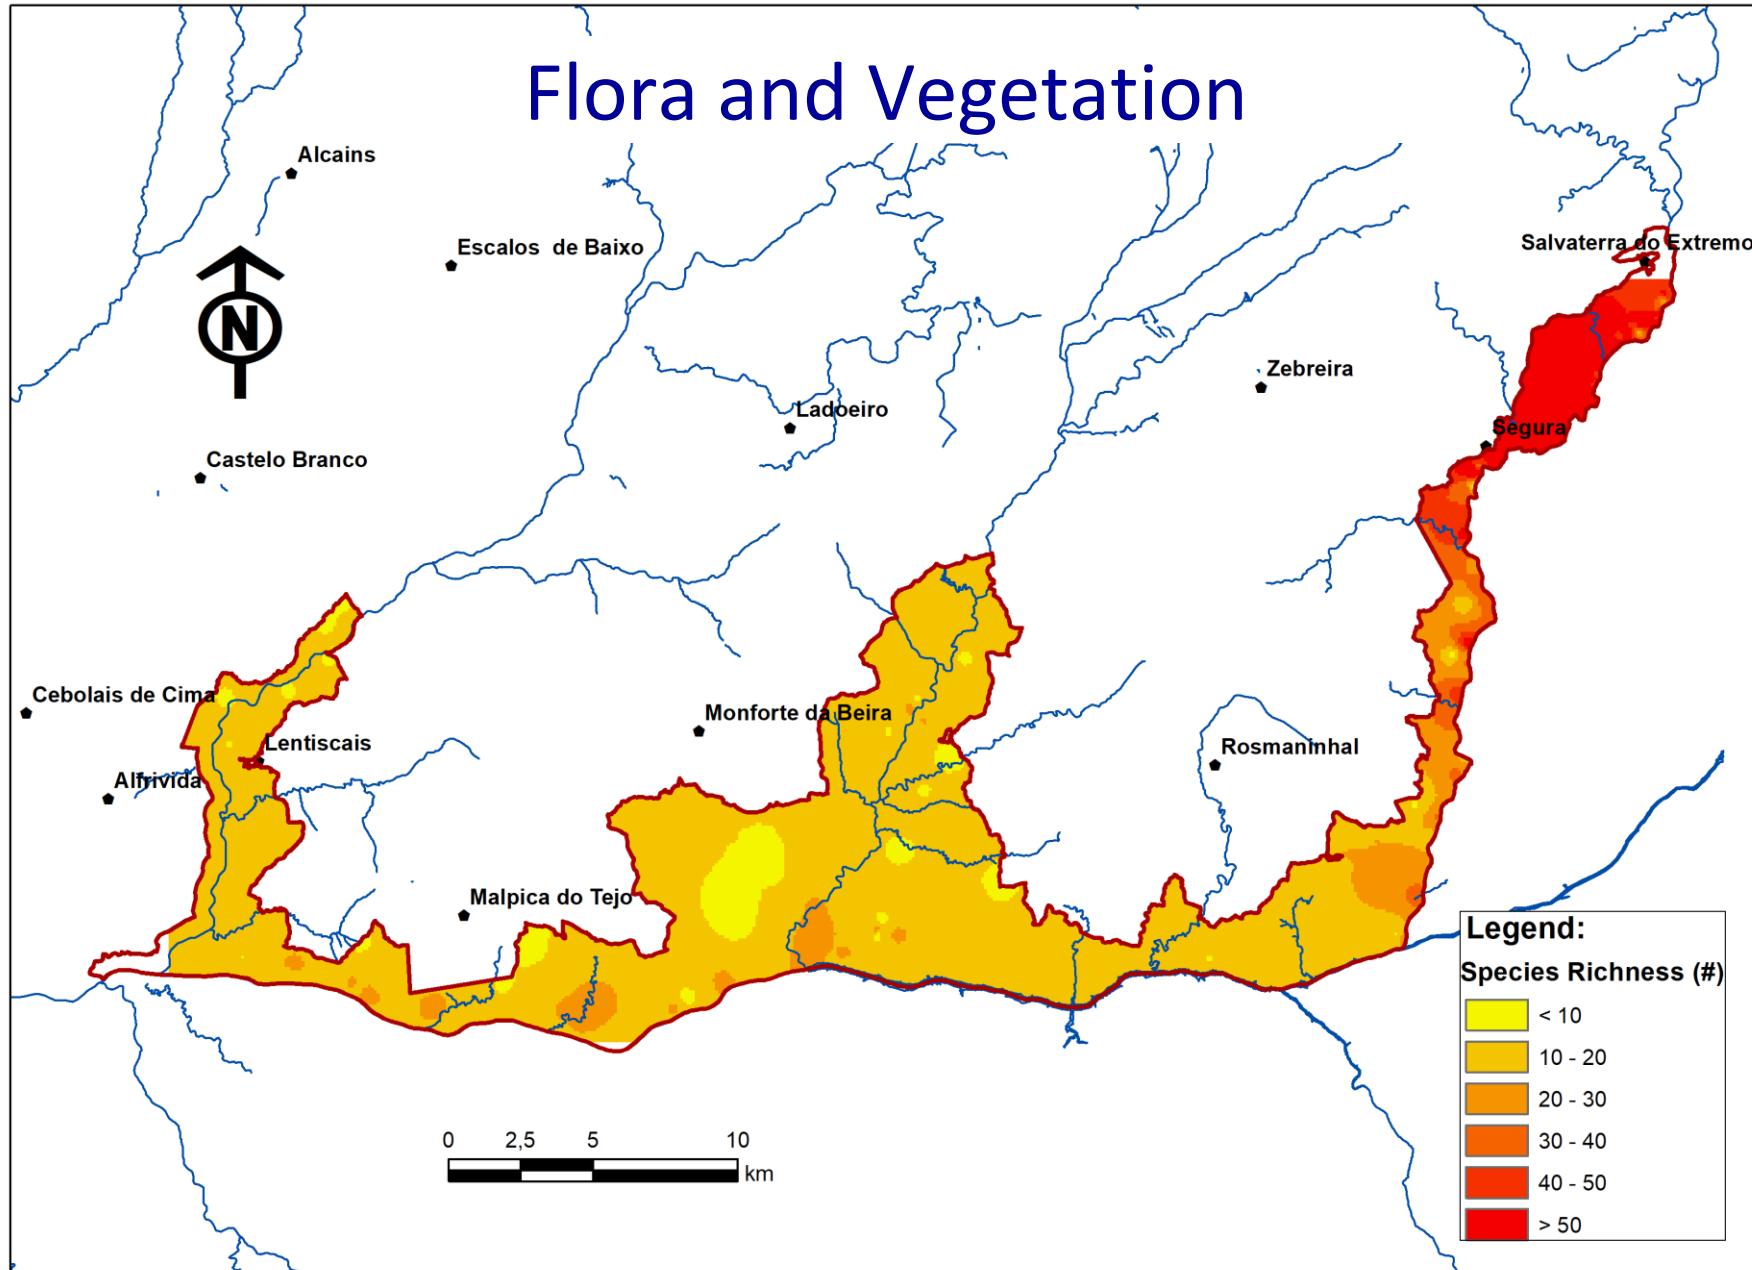 Flora and Vegetation
Alcains
Escalos de Baixo
Salvaterra do Extremo
N
Zebreira
Ladoeiro
Segura
Castelo Branco
Cebolais de Cima
Monforte da Beira
Lentiscais
Rosmaninhal
Alfrivida
Malpica do Tejo
Legend:
Species Richness (#)
< 10
10 - 20
20 - 30
30 - 40
40 - 50
> 50
0 2,5 5 10
km